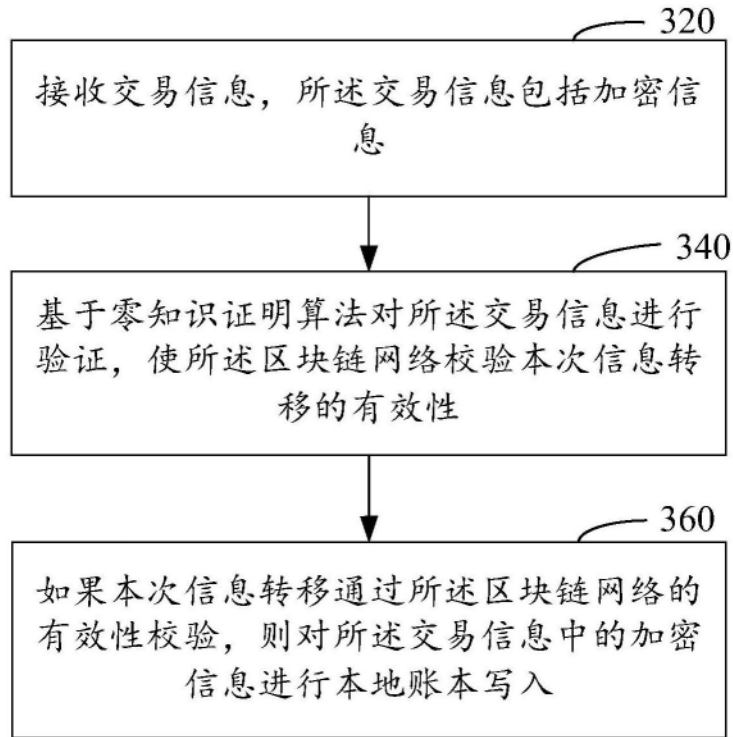 320
接收交易信息，所述交易信息包括加密信
息
340
基于零知识证明算法对所述交易信息进行
验证，使所述区块链网络校验本次信息转
移的有效性
360
如果本次信息转移通过所述区块链网络的
有效性校验，则对所述交易信息中的加密
信息进行本地账本写入